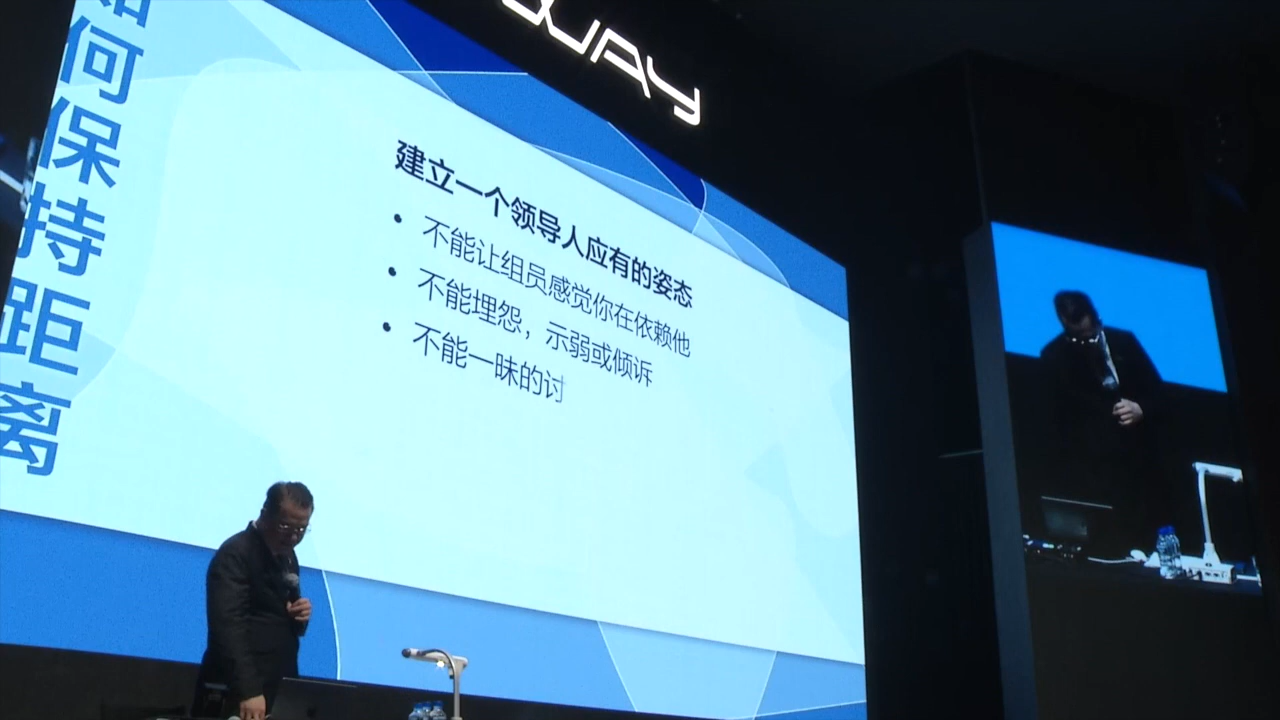 如何保持距离
WAY
建立一个领导人应有的姿态
不能让组员感觉你在依赖他
不能埋怨，示弱或倾诉
不能一昧的讨